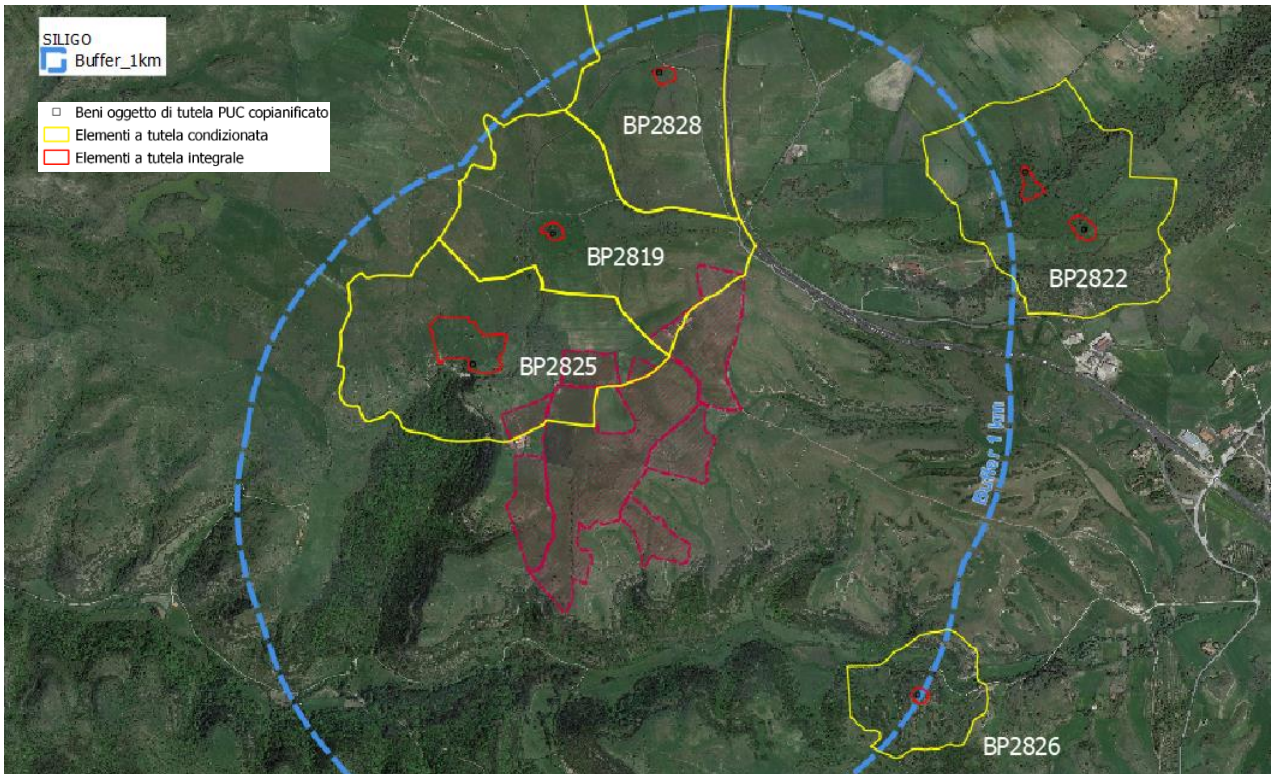 SILIGO
Buffer_1km
Beni oggetto di tutela PUC copianificato
Elementi a tutela condizionata
Elementi a tutela integrale
BP2828
BP2819
BP2822
BP2825
Buffer 1 km
BP2826